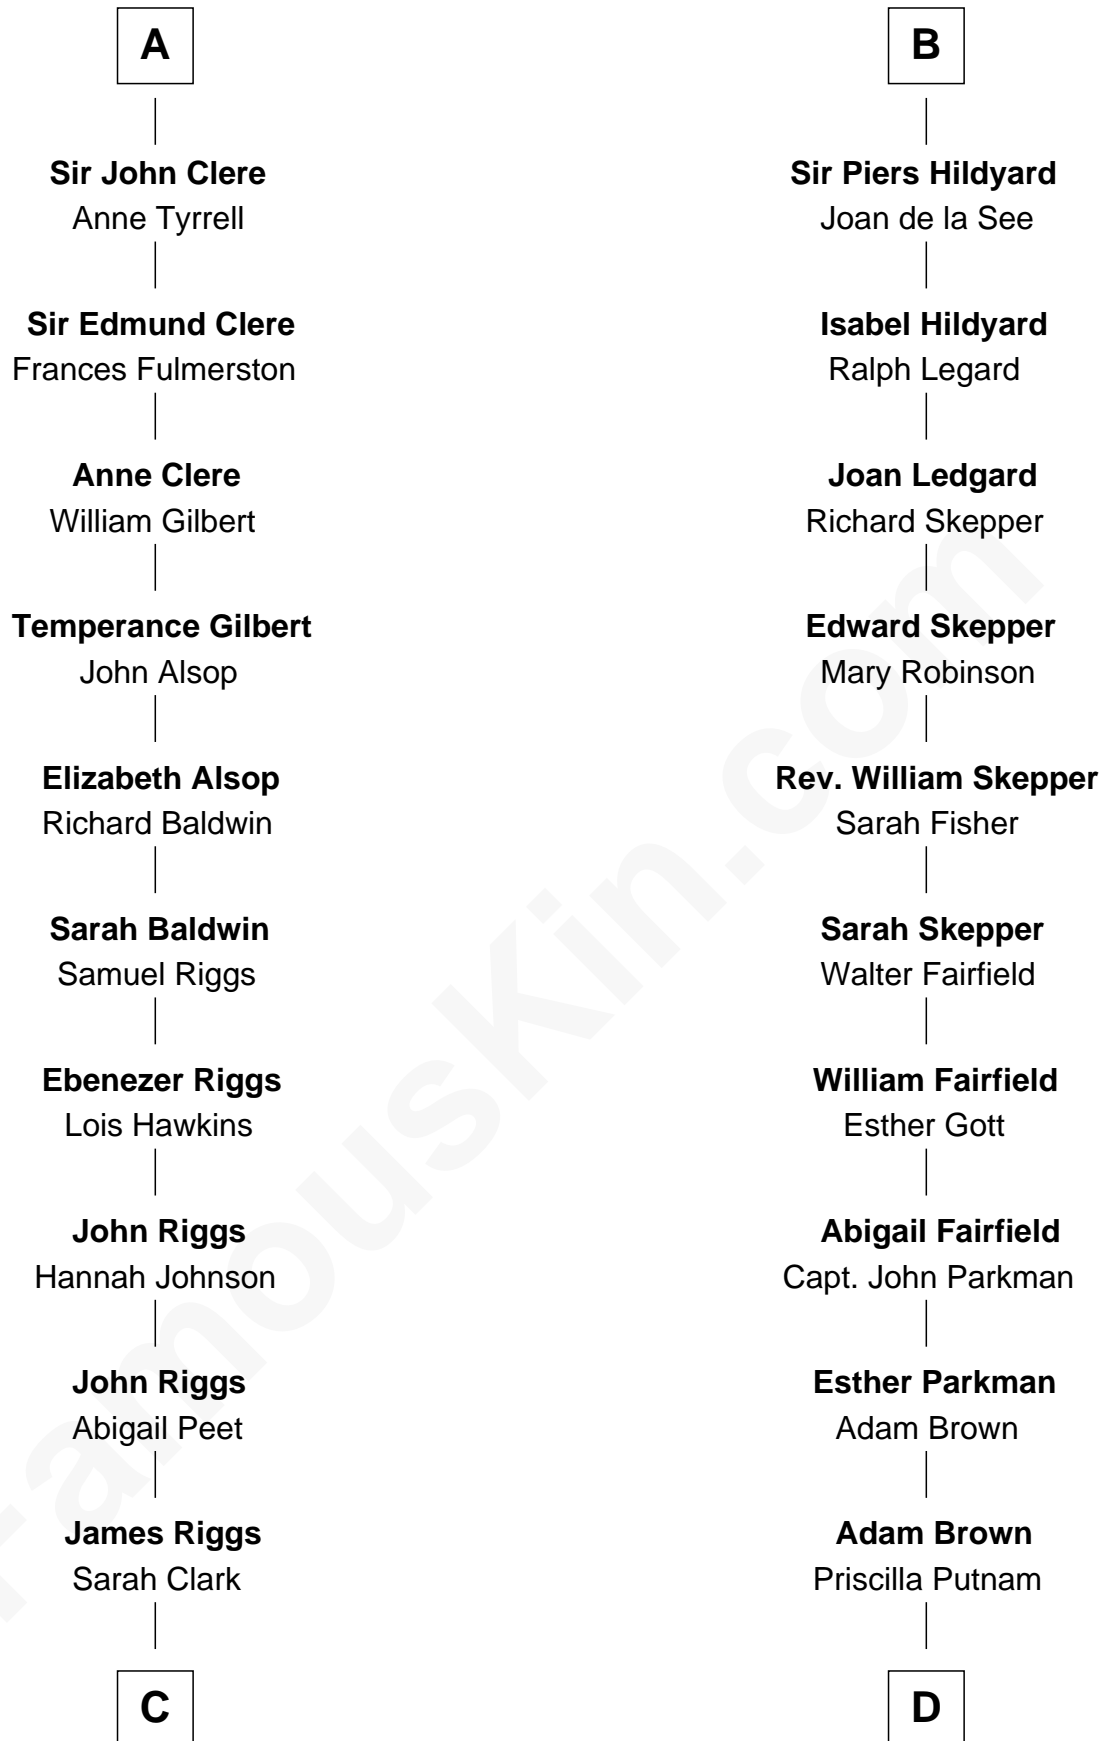 A
Sir John Clere
Anne Tyrrell
Sir Edmund Clere
Frances Fulmerston
Anne Clere
William Gilbert
Temperance Gilbert
John Alsop
Elizabeth Alsop
Richard Baldwin
Sarah Baldwin
Samuel Riggs
Ebenezer Riggs
Lois Hawkins
John Riggs
Hannah Johnson
John Riggs
Abigail Peet
James Riggs
Sarah Clark
C
B
Sir Piers Hildyard
Joan de la See
Isabel Hildyard
Ralph Legard
Joan Ledgard
Richard Skepper
Edward Skepper
Mary Robinson
Rev. William Skepper
Sarah Fisher
Sarah Skepper
Walter Fairfield
William Fairfield
Esther Gott
Abigail Fairfield
Capt. John Parkman
Esther Parkman
Adam Brown
Adam Brown
Priscilla Putnam
D
FamousKin.com